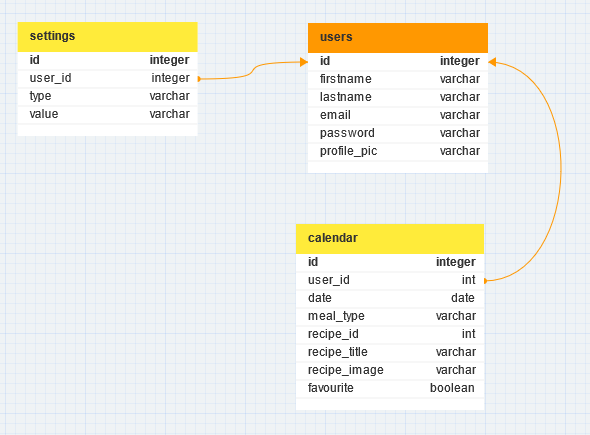 settings
id integer
user_id integer
type varchar
value varchar
users
id integer
firstname varchar
lastname varchar
email varchar
password varchar
profile_pic varchar
calendar
id integer
user_id int
date date
meal_type varchar
recipe_id int
recipe_title varchar
recipe_image varchar
favourite boolean